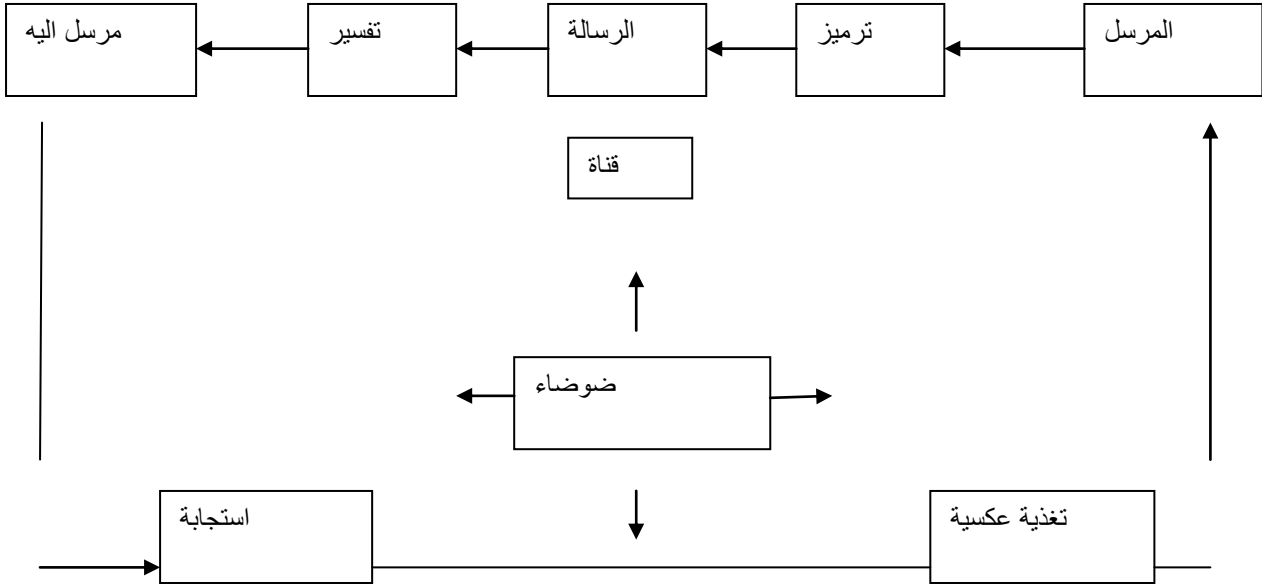 المرسل
ترميز
الرسالة
تفسير
مرسل اليه
قناة
ضوضاء
تغذية عكسية
استجابة